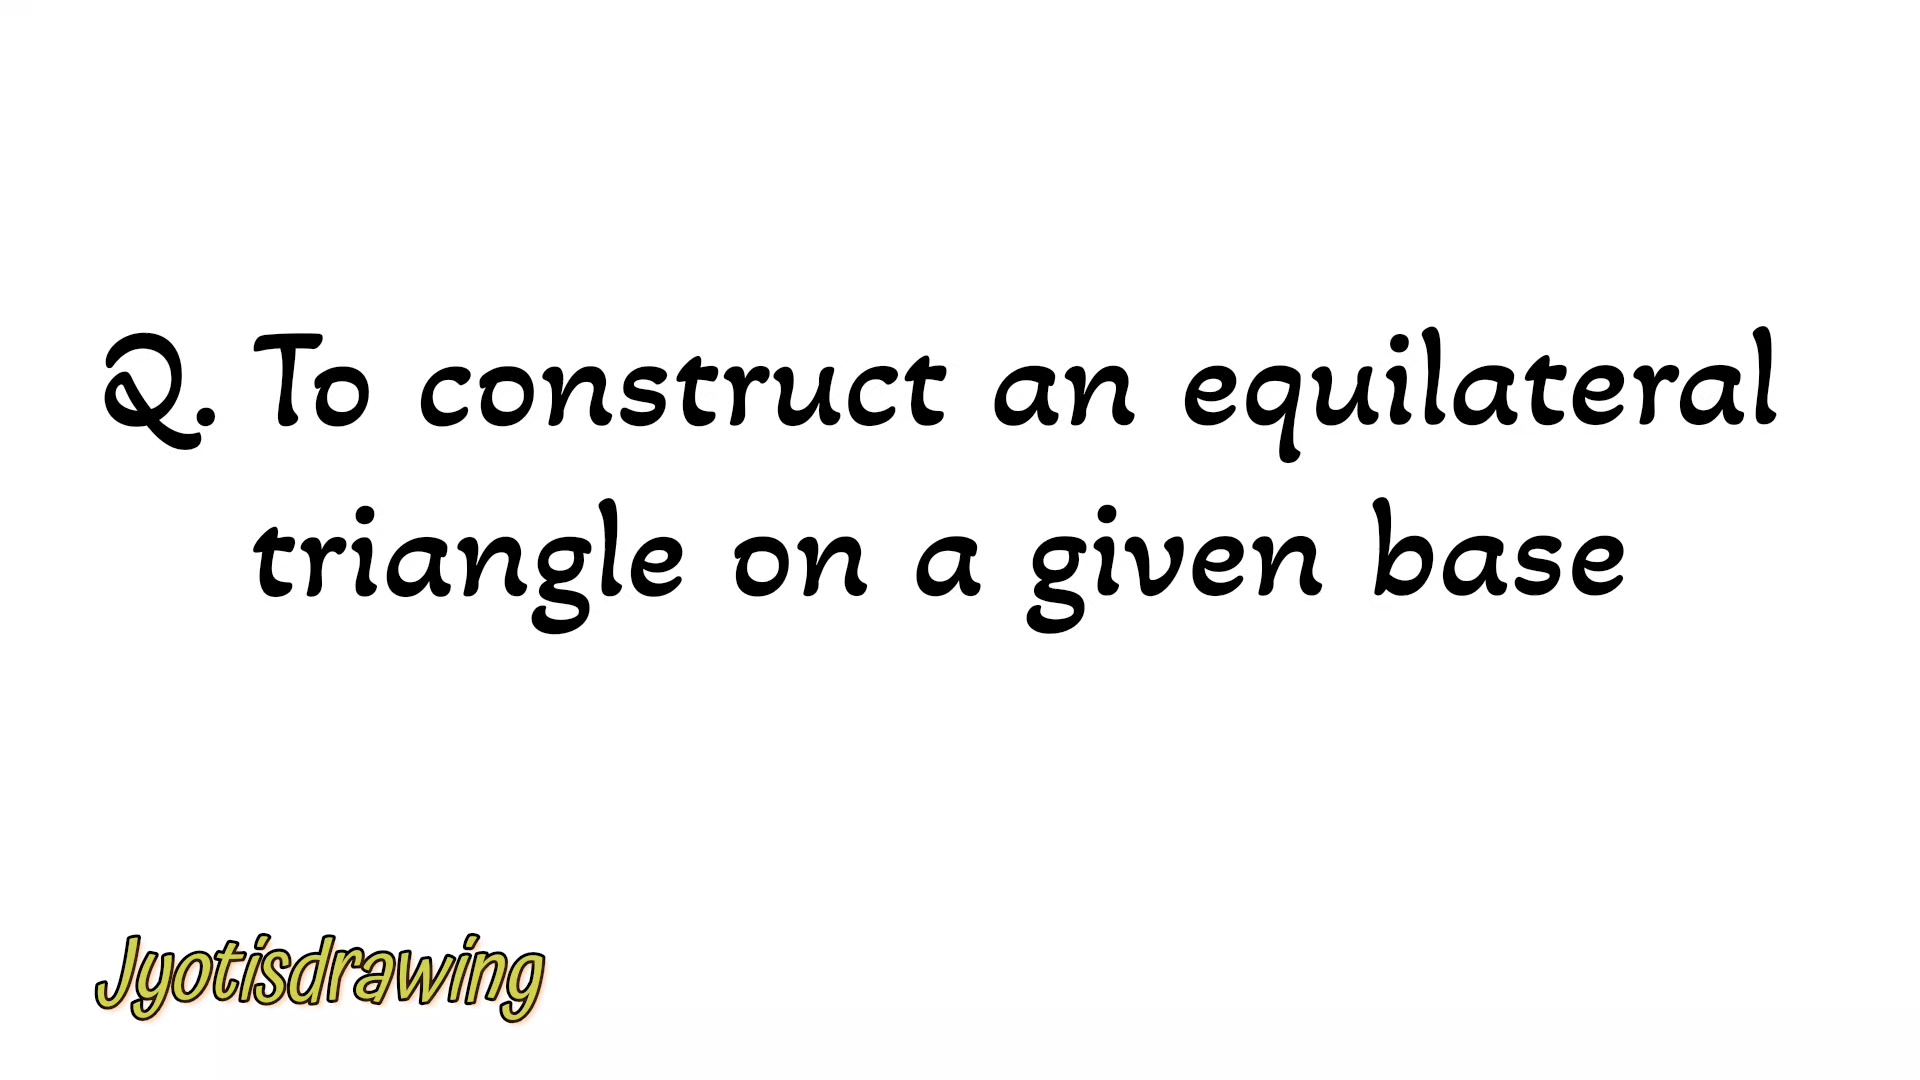 Q. To construct an equilateral
triangle on a given base
Jyotisdrawing